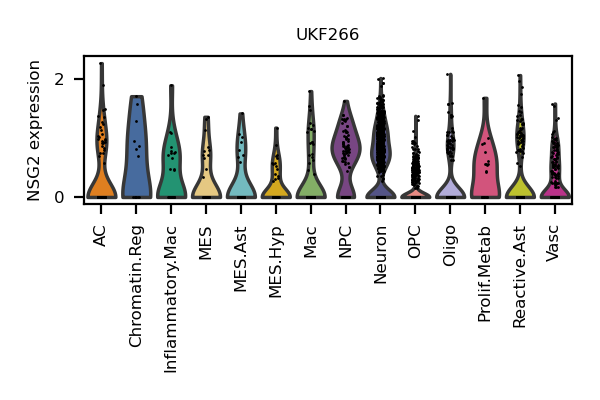 UKF266
NSG2 expression
2
0
AC
Chromatin.Reg
Inflammatory.Mac
MES
MES.Ast
MES.Hyp
Mac
NPC
Neuron
OPC
Oligo
Prolif.Metab
Reactive.Ast
Vasc